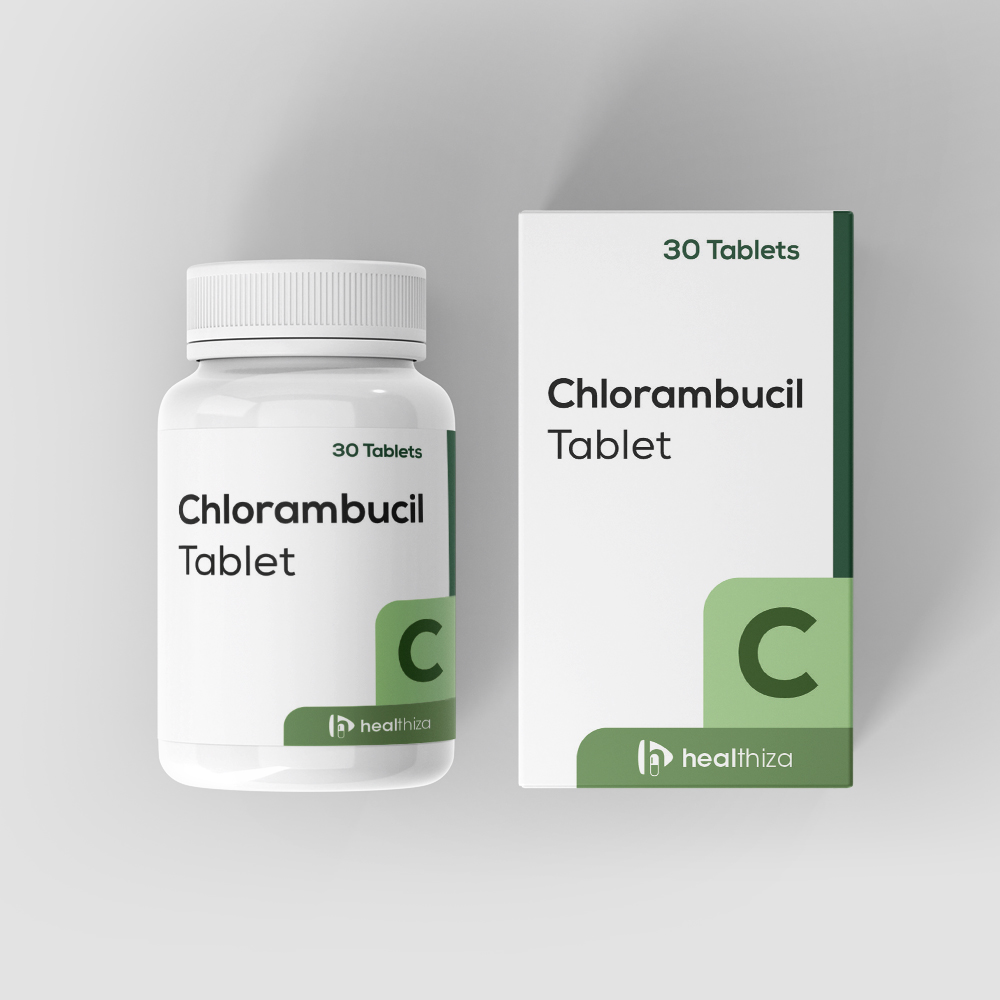 30 Tablets
Chlorambucil
Tablet
C
healthiza
30 Tablets
Chlorambucil
Tablet
C
healthiza